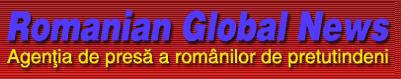 Romanian Global News
Agenţia de presă a românilor de pretutindeni